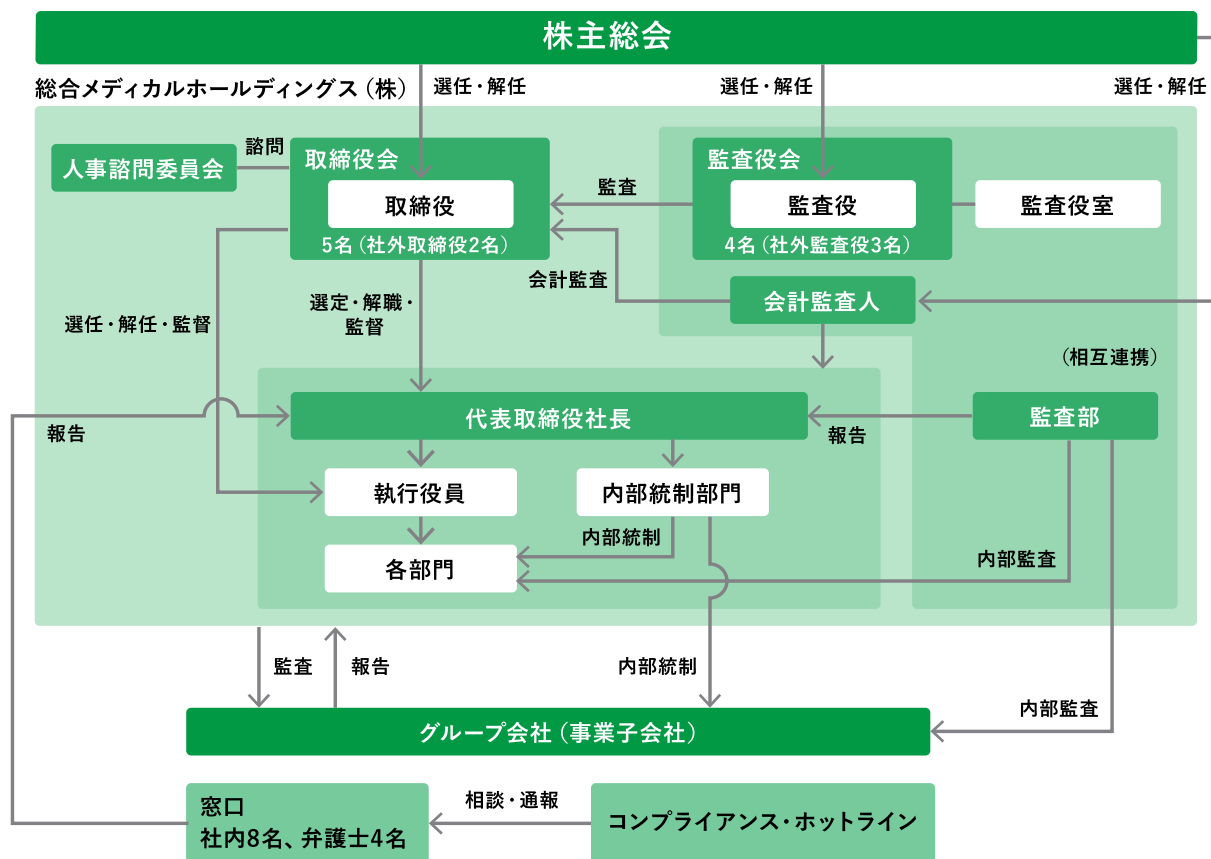 株主総会
総合メディカルホールディングス（株）
選任・解任
選任・解任
選任・解任
人事諮問委員会
諮問
取締役会
取締役
5名（社外取締役2名）
監査
監査役会
監査役
4名（社外監査役3名）
監査役室
会計監査
会計監査人
選任・解任・監督
選定・解職・
監督
（相互連携）
報告
代表取締役社長
報告
監査部
執行役員
内部統制部門
内部統制
各部門
内部監査
監査
報告
内部統制
内部監査
グループ会社（事業子会社）
窓口
社内8名、弁護士4名
相談・通報
コンプライアンス・ホットライン